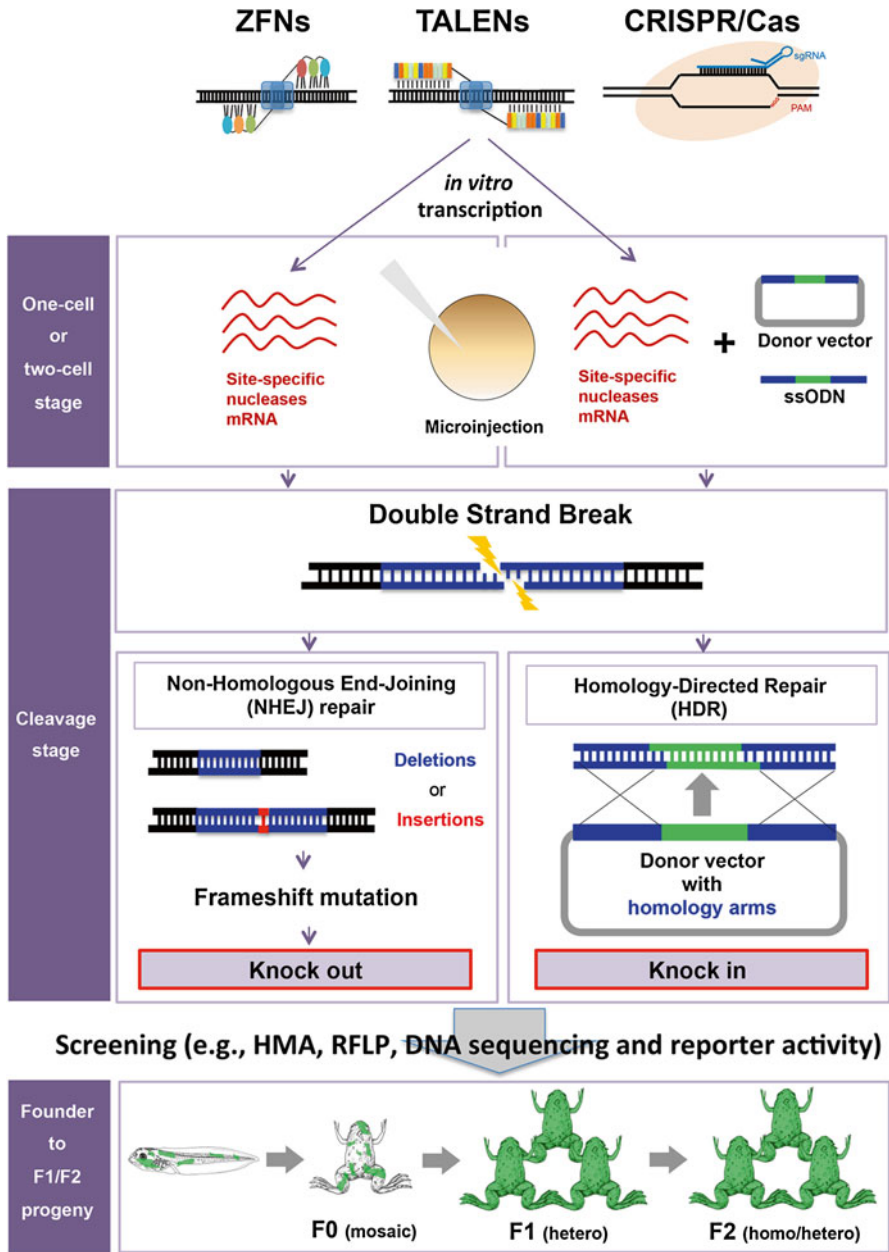 ZFNs
TALENs
CRISPR/Cas
sgRNA
PAM
in vitro
transcription
One-cell
or
two-cell
stage
Site-specific
nucleases
mRNA
Microinjection
Site-specific
nucleases
mRNA
+
Donor vector
ssODN
Cleavage
stage
Double Strand Break
Non-Homologous End-Joining
(NHEJ) repair
Deletions
or
Insertions
Frameshift mutation
Knock out
Homology-Directed Repair
(HDR)
Donor vector
with
homology arms
Knock in
Screening (e.g., HMA, RFLP, DNA sequencing and reporter activity)
Founder
to
F1/F2
progeny
F0 (mosaic)
F1 (hetero)
F2 (homo/hetero)